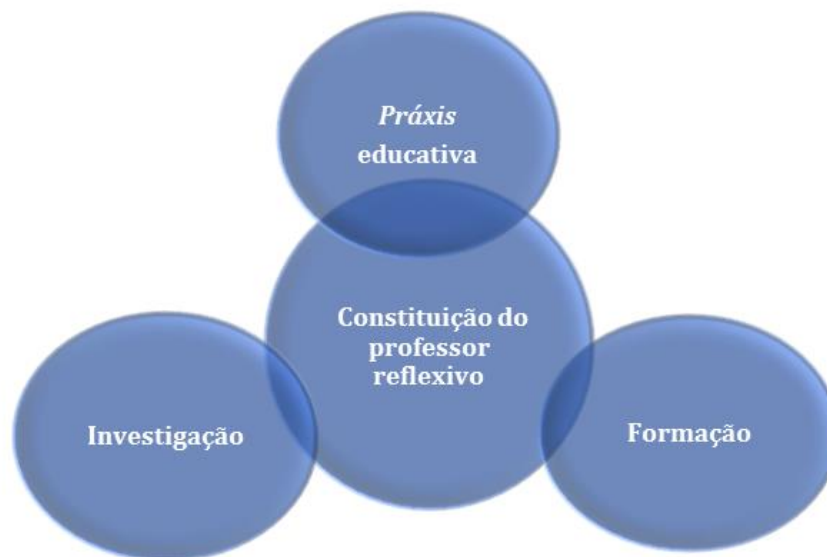 Práxis
educativa
Constituição do
professor
reflexivo
Investigação
Formação